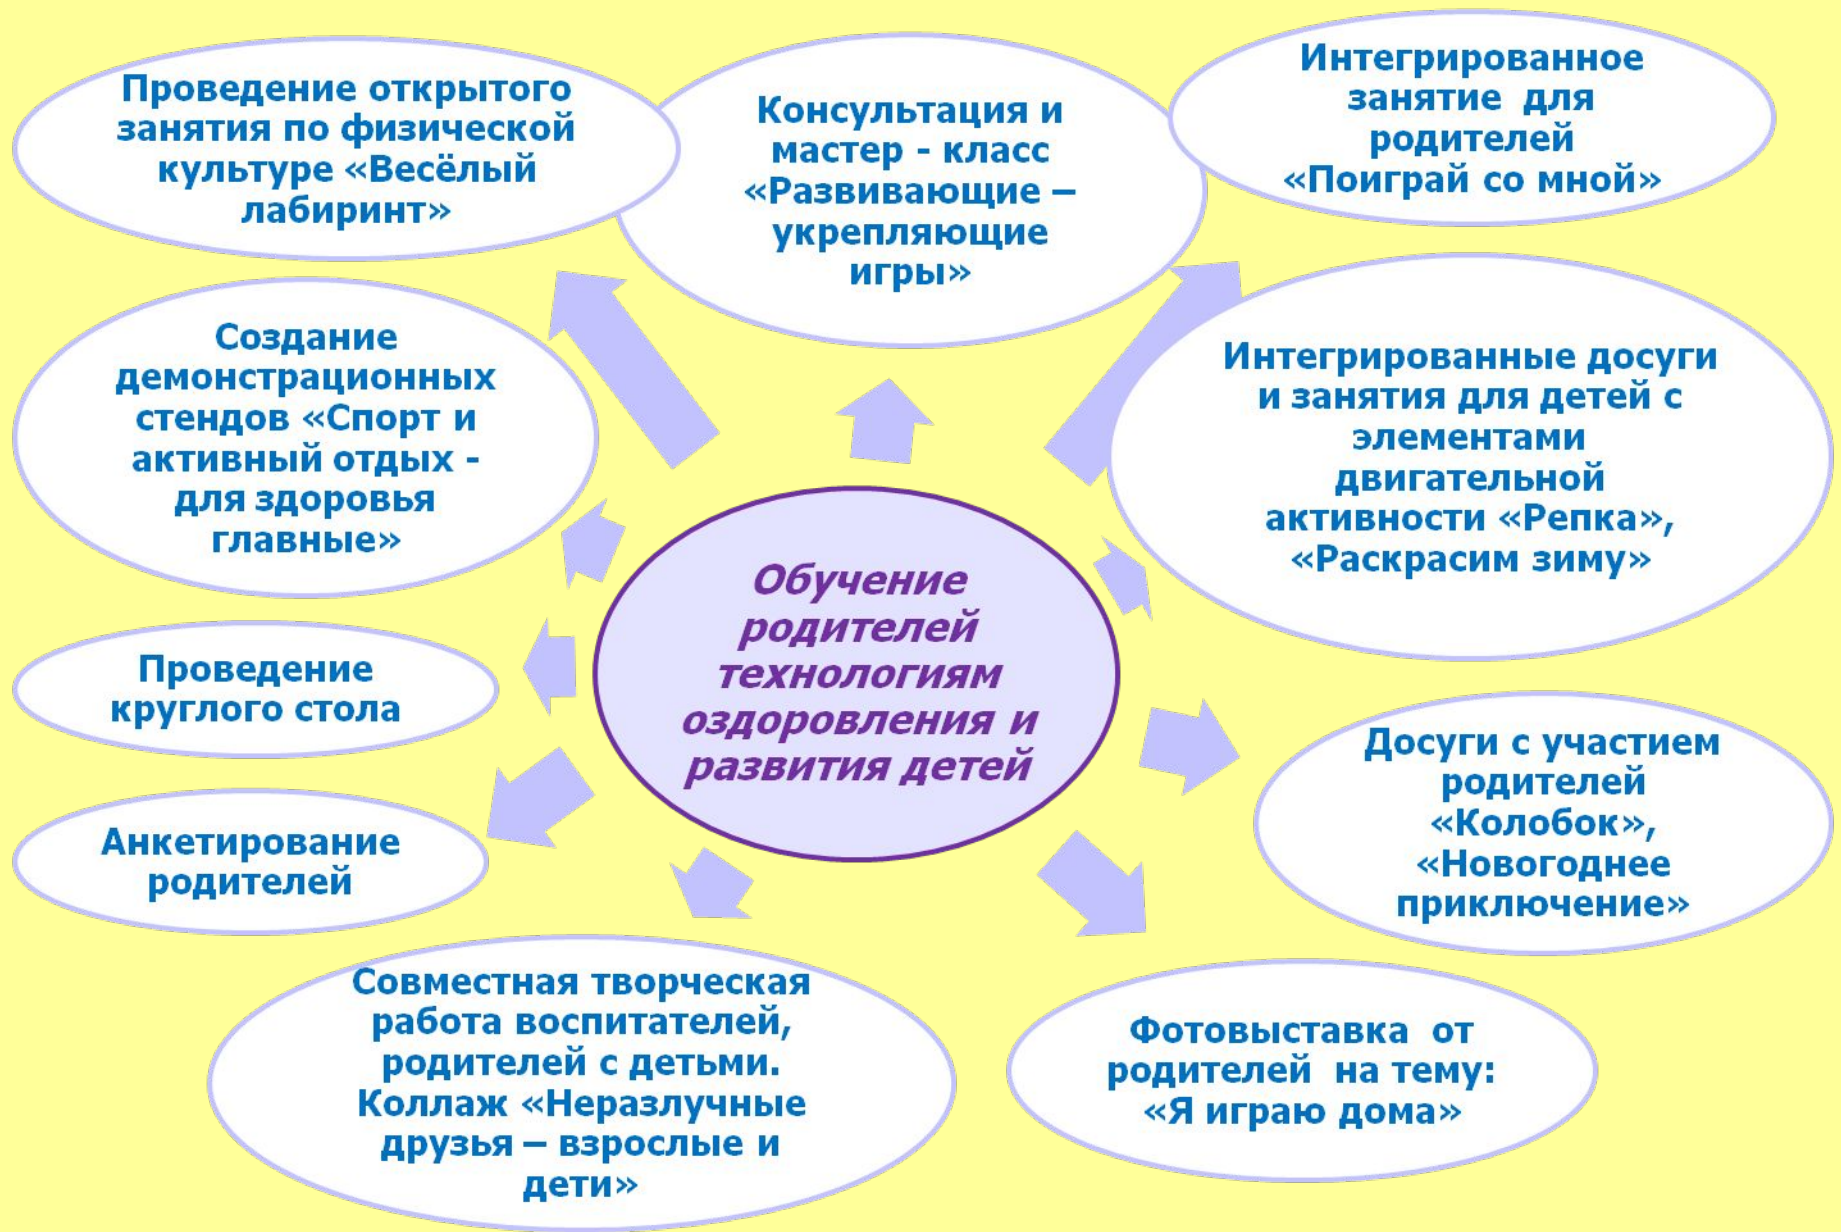 Проведение открытого
занятия по физической
культуре «Весёлый
лабиринт»
Консультация и
мастер - класс
«Развивающие –
укрепляющие
игры»
Интегрированное
занятие для
родителей
«Поиграй со мной»
Создание
демонстрационных
стендов «Спорт и
активный отдых -
для здоровья
главные»
Интегрированные досуги
и занятия для детей с
элементами
двигательной
активности «Репка»,
«Раскрасим зиму»
Обучение
родителей
технологиям
оздоровления и
развития детей
Проведение
круглого стола
Досуги с участием
родителей
«Колобок»,
«Новогоднее
приключение»
Анкетирование
родителей
Совместная творческая
работа воспитателей,
родителей с детьми.
Коллаж «Неразлучные
друзья – взрослые и
дети»
Фотовыставка от
родителей на тему:
«Я играю дома»